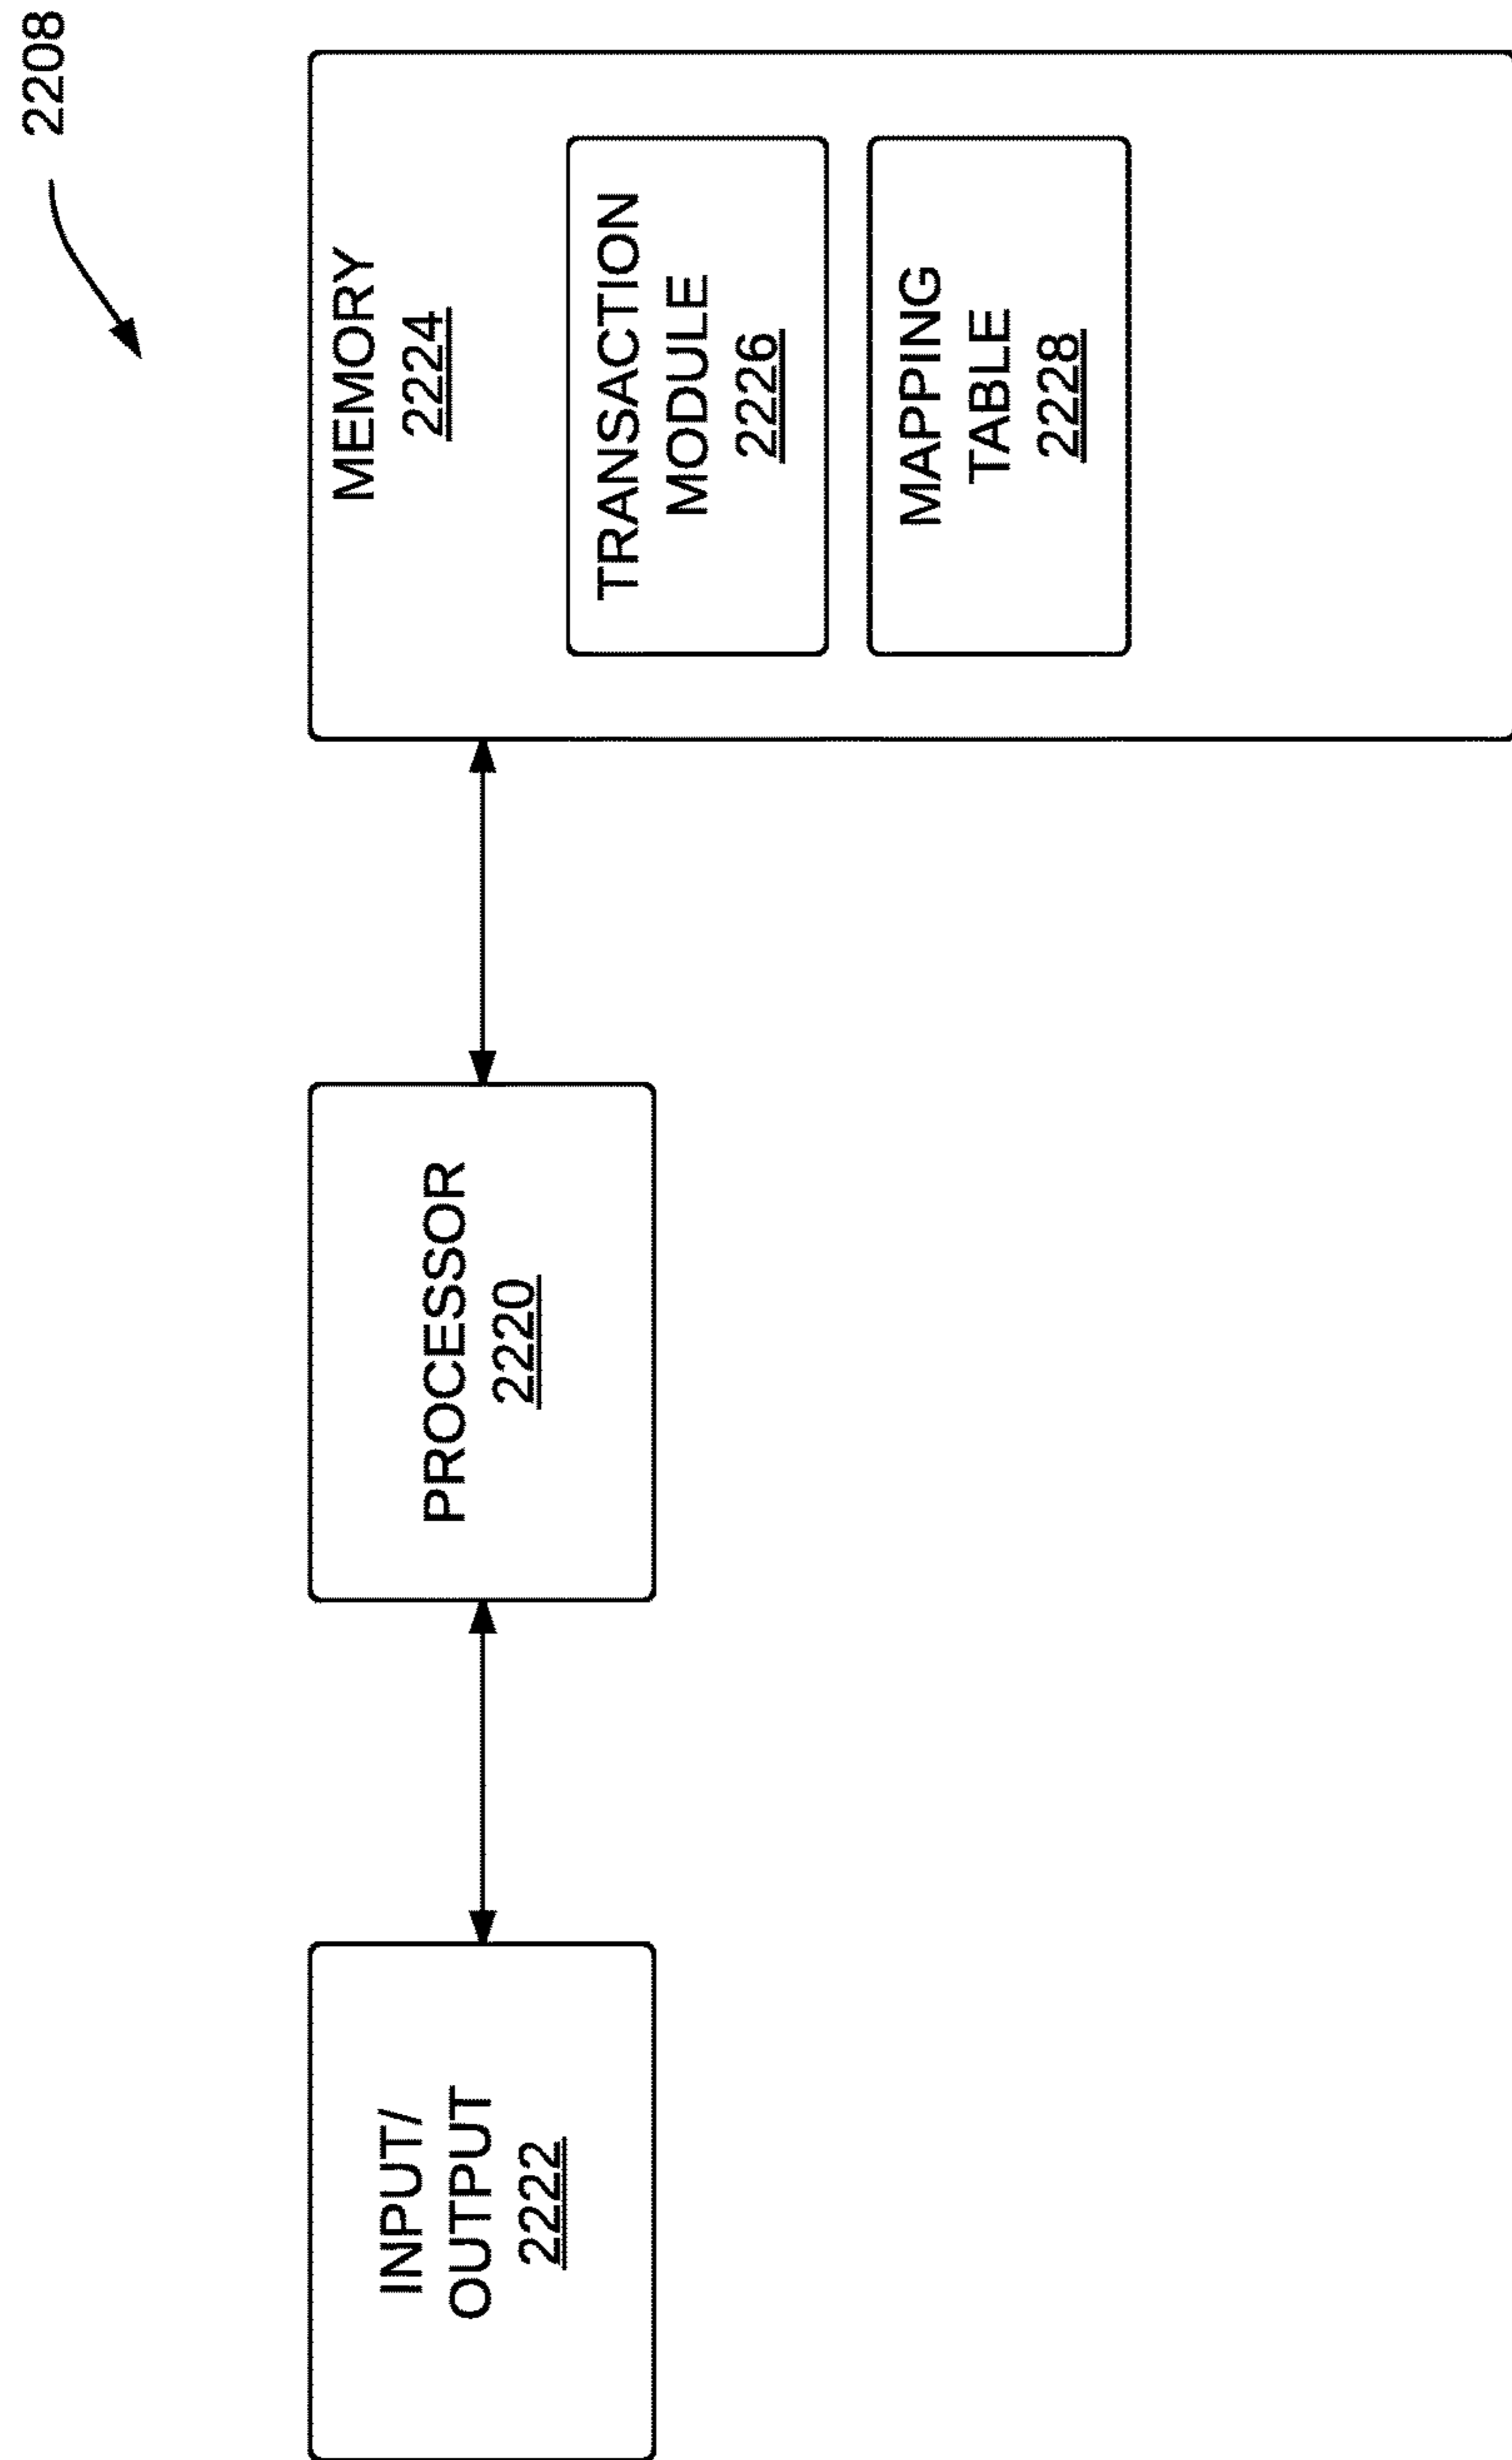 2208
INPUT/
OUTPUT
2222
PROCESSOR
2220
MEMORY
2224
TRANSACTION
MODULE
2226
MAPPING
TABLE
2228